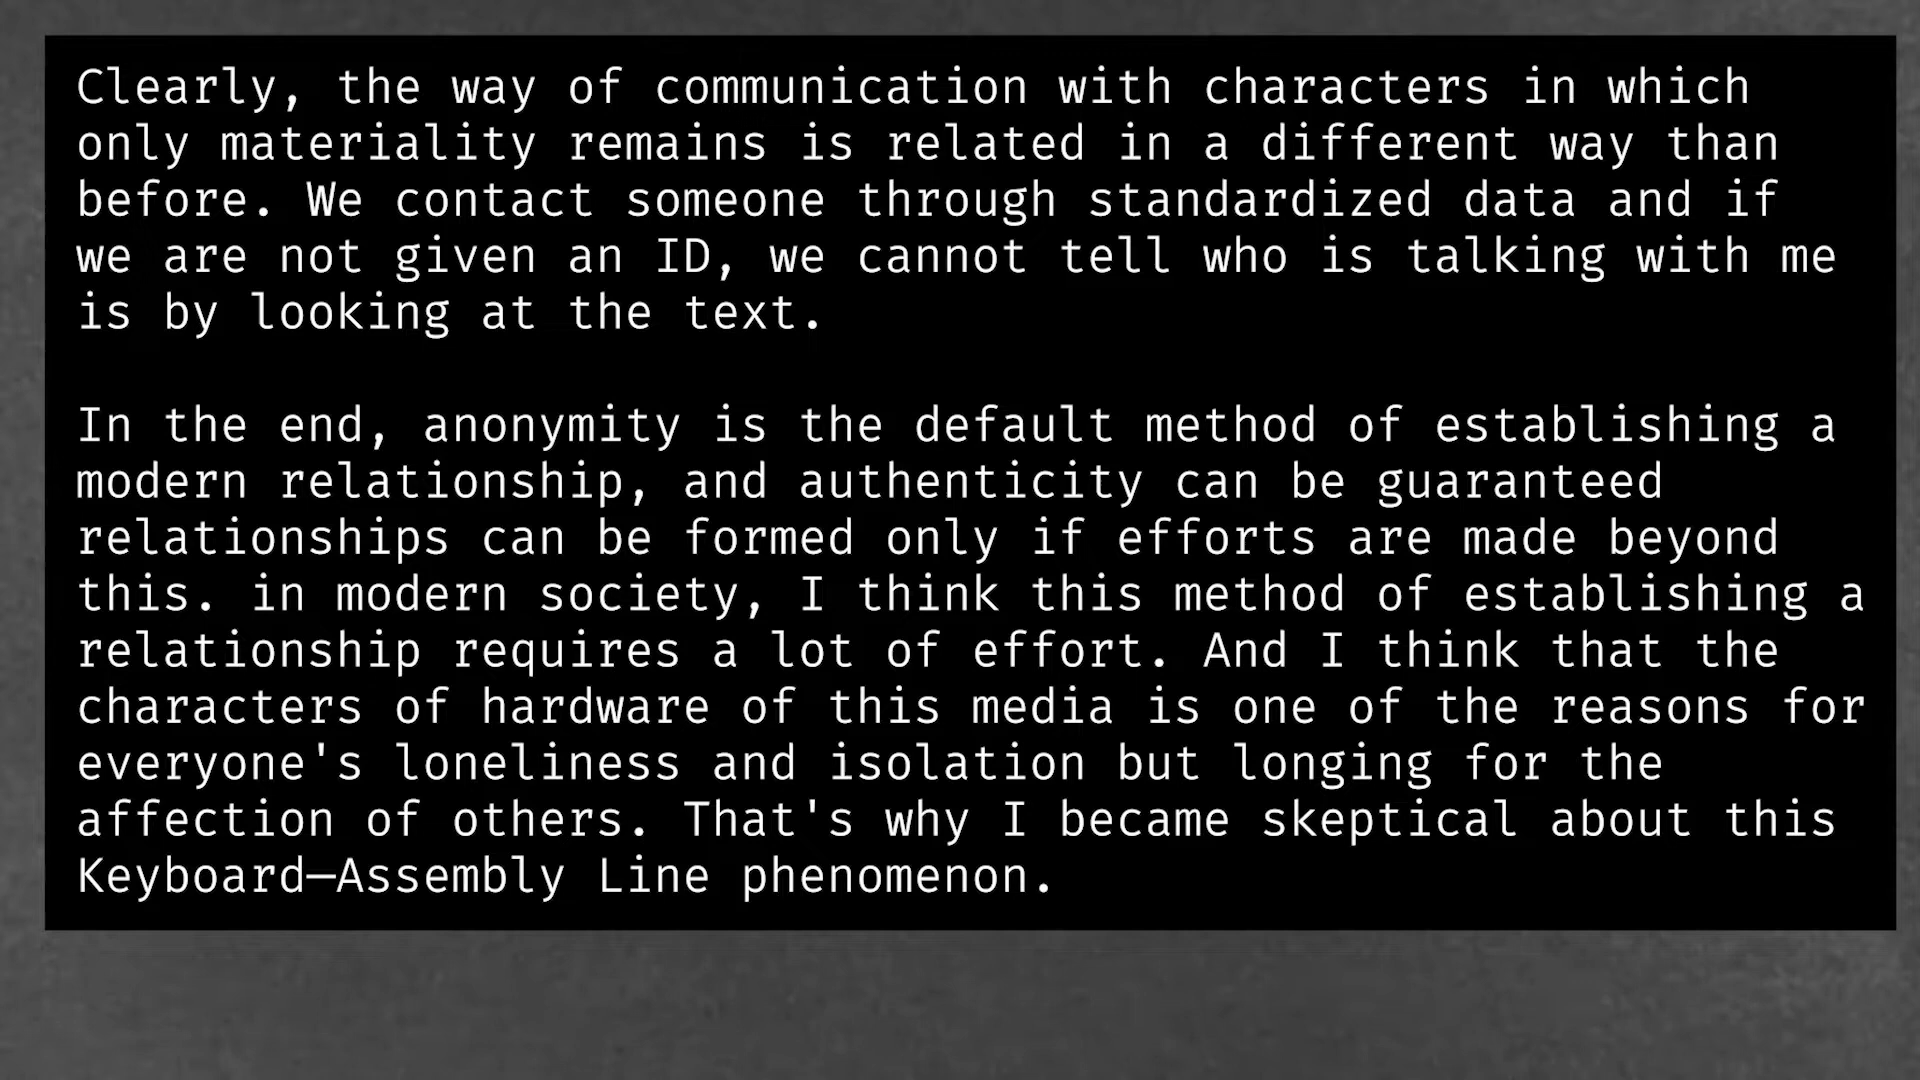 Clearly, the way of communication with characters in which
only materiality remains is related in a different way than
before. We contact someone through standardized data and if
we are not given an ID, we cannot tell who is talking with me
is by looking at the text.

In the end, anonymity is the default method of establishing a
modern relationship, and authenticity can be guaranteed
relationships can be formed only if efforts are made beyond
this. in modern society, I think this method of establishing a
relationship requires a lot of effort. And I think that the
characters of hardware of this media is one of the reasons for
everyone's loneliness and isolation but longing for the
affection of others. That's why I became skeptical about this
Keyboard—Assembly Line phenomenon.